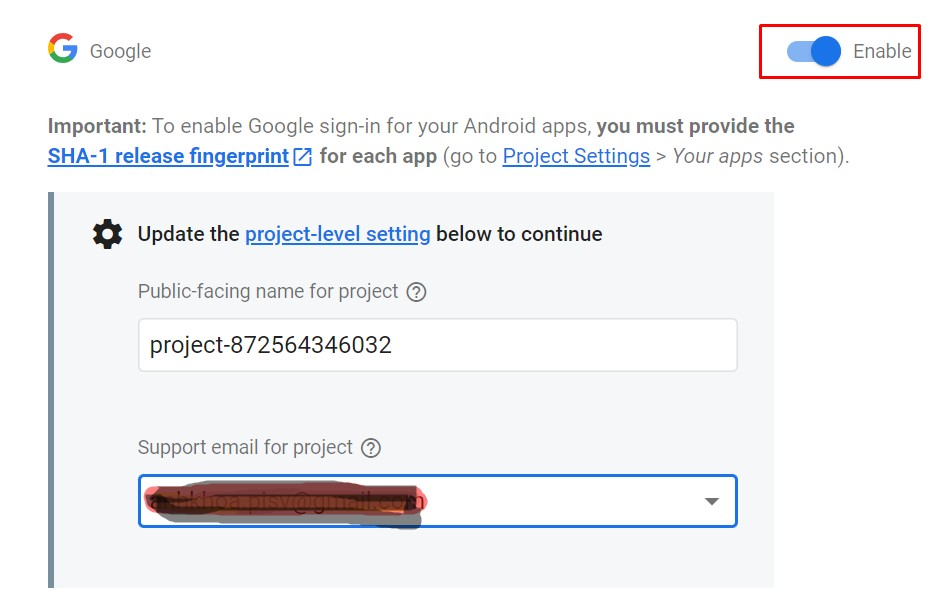 Google
Enable
Important: To enable Google sign-in for your Android apps, you must provide the
SHA-1 release fingerprint for each app (go to Project Settings > Your apps section).
Update the project-level setting below to continue
Public-facing name for project
project-872564346032
Support email for project